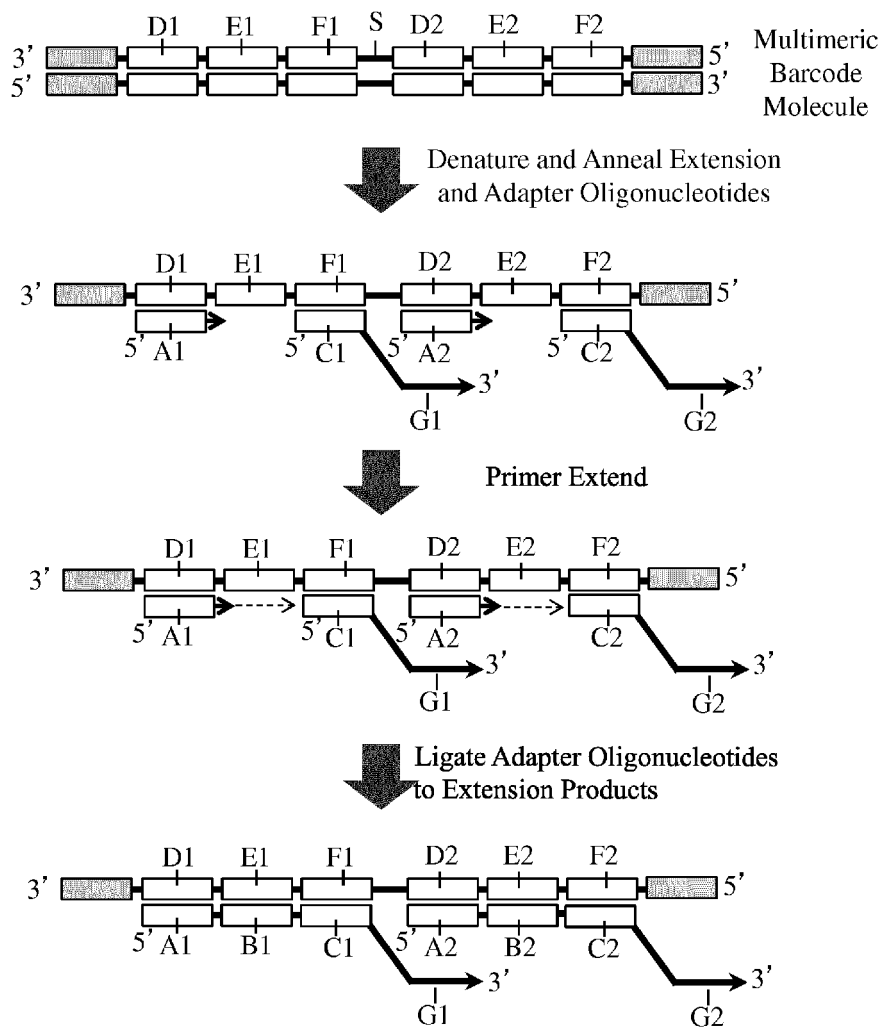 D1 E1 F1 S D2 E2 F2
3’ 5’
5’ 3’
Multimeric
Barcode
Molecule
Denature and Anneal Extension
and Adapter Oligonucleotides
D1 E1 F1 D2 E2 F2
3’ 5’
5’ 5’ 5’ 5’
A1 C1 A2 C2
3’ 3’
G1 G2
Primer Extend
D1 E1 F1 D2 E2 F2
3’ 5’
5’ 5’ 5’
A1 C1 A2 C2
3’ 3’
G1 G2
Ligate Adapter Oligonucleotides
to Extension Products
D1 E1 F1 D2 E2 F2
3’ 5’
5’ 5’
A1 B1 C1 A2 B2 C2
3’ 3’
G1 G2